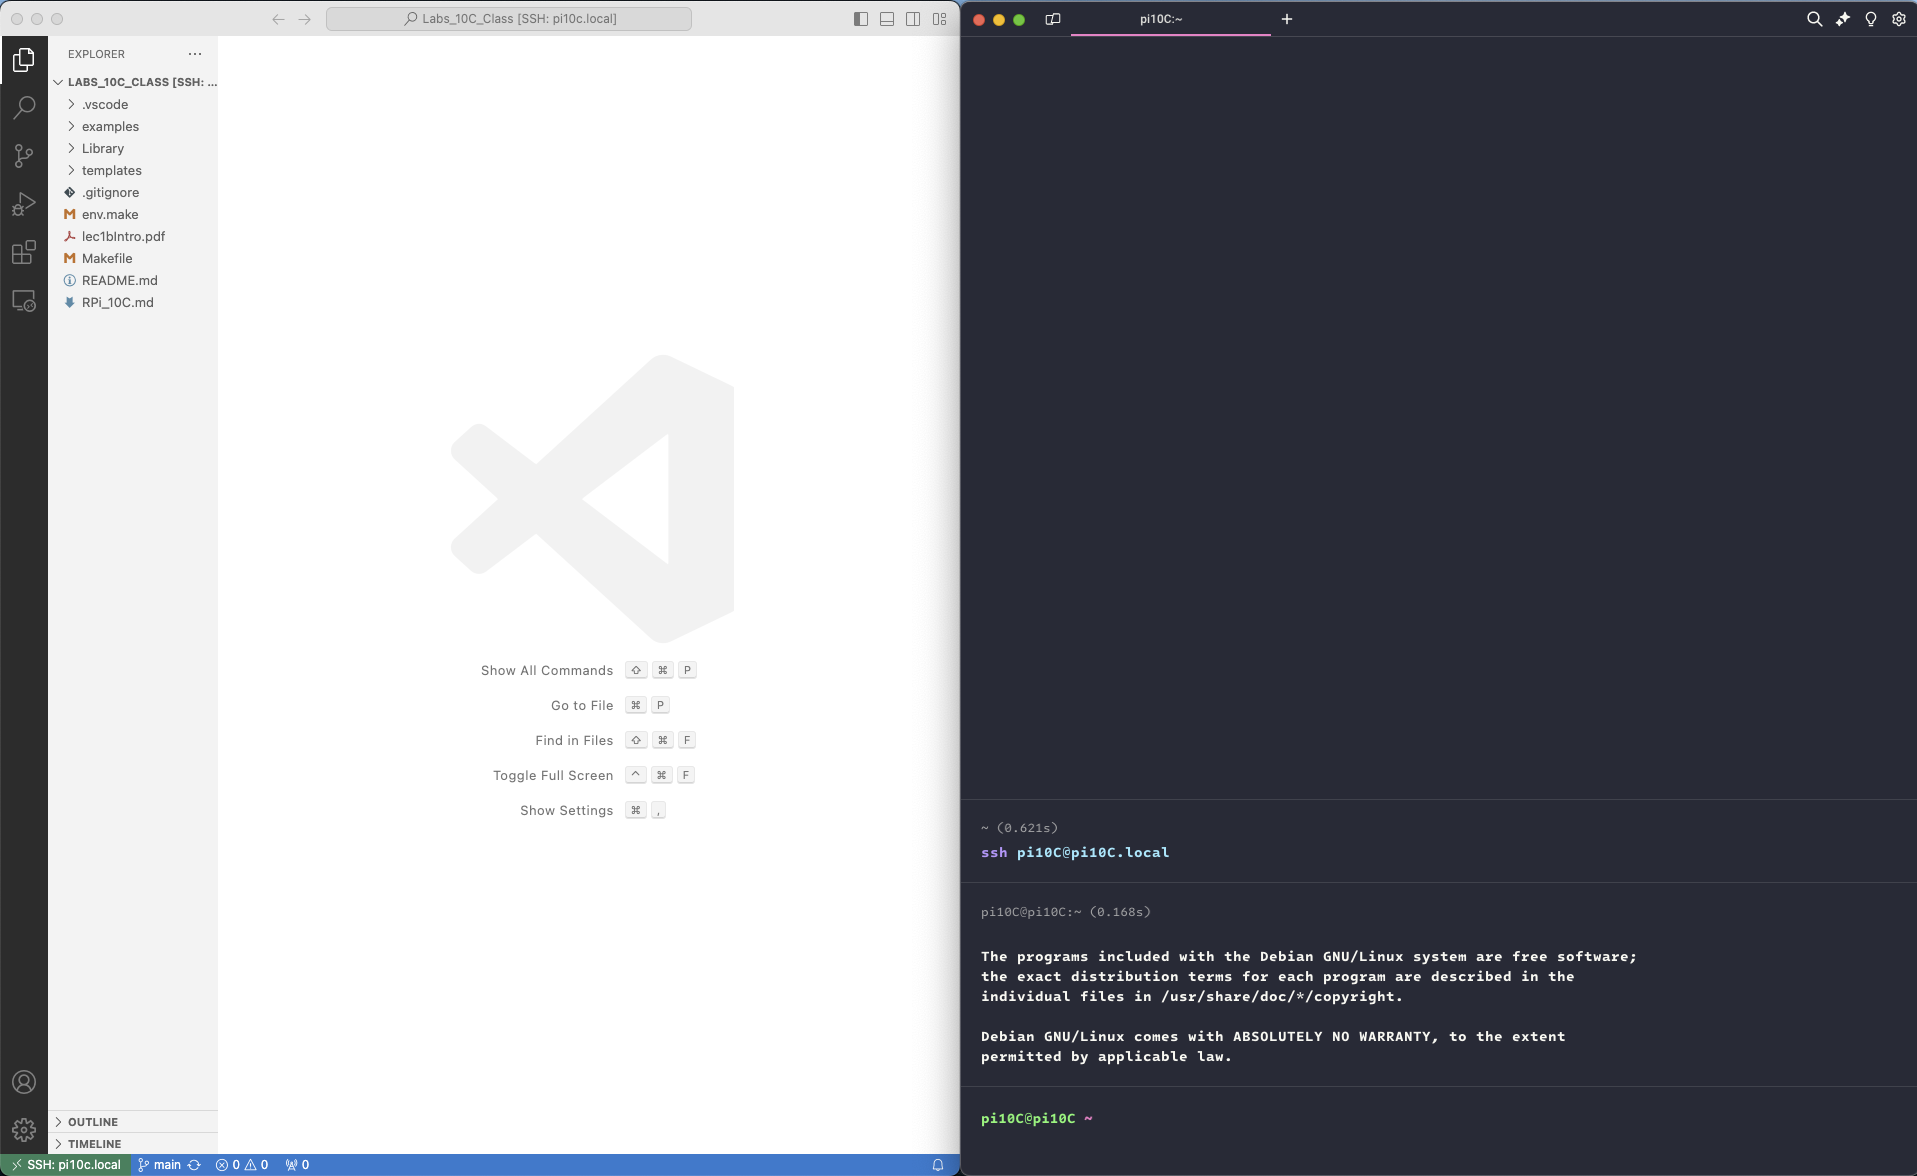 Labs_10C_Class [SSH: pi10c.local]
EXPLORER
LABS_10C_CLASS [SSH: ...
.vscode
examples
Library
templates
.gitignore
env.make
lec1bIntro.pdf
Makefile
README.md
RPi_10C.md
Show All Commands ⇧ ⌘ P
Go to File ⌘ P
Find in Files ⇧ ⌘ F
Toggle Full Screen ^ ⌘ F
Show Settings ⌘ ,
OUTLINE
TIMELINE
SSH: pi10c.local main 0 0 0
pi10C:~
~ (0.621s)
ssh pi10C@pi10C.local
pi10C@pi10C:~ (0.168s)
The programs included with the Debian GNU/Linux system are free software;
the exact distribution terms for each program are described in the
individual files in /usr/share/doc/*/copyright.
Debian GNU/Linux comes with ABSOLUTELY NO WARRANTY, to the extent
permitted by applicable law.
pi10C@pi10C ~